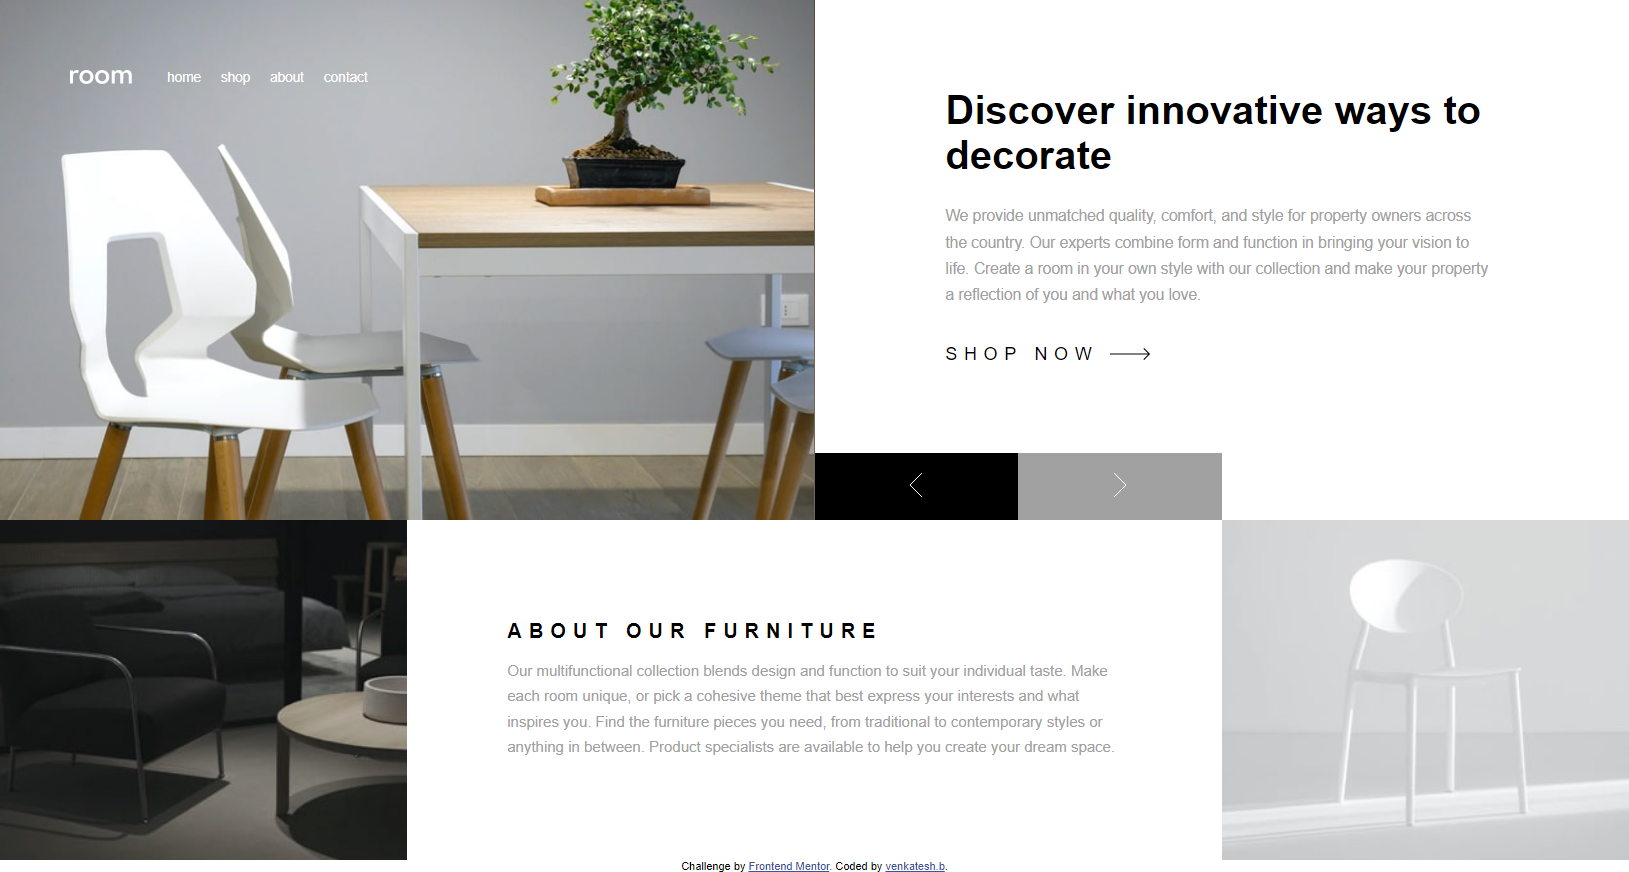 room home shop about contact
Discover innovative ways to
decorate
We provide unmatched quality, comfort, and style for property owners across
the country. Our experts combine form and function in bringing your vision to
life. Create a room in your own style with our collection and make your property
a reflection of you and what you love.
SHOP NOW
ABOUT OUR FURNITURE
Our multifunctional collection blends design and function to suit your individual taste. Make
each room unique, or pick a cohesive theme that best express your interests and what
inspires you. Find the furniture pieces you need, from traditional to contemporary styles or
anything in between. Product specialists are available to help you create your dream space.
Challenge by Frontend Mentor. Coded by venkatesh.b.